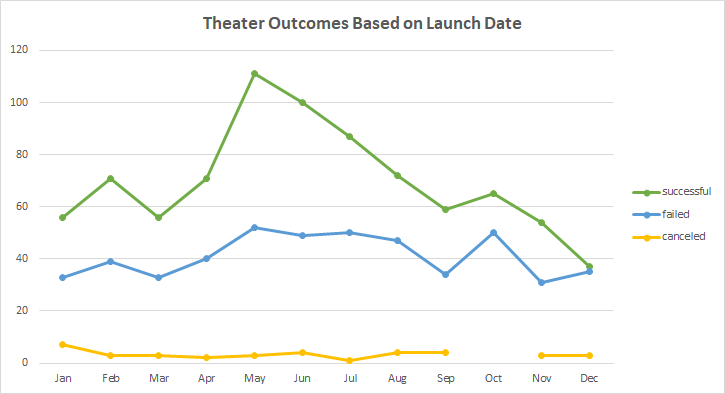 Theater Outcomes Based on Launch Date
120
100
80
60
40
20
0
Jan Feb Mar Apr May Jun Jul Aug Sep Oct Nov Dec
successful
failed
canceled